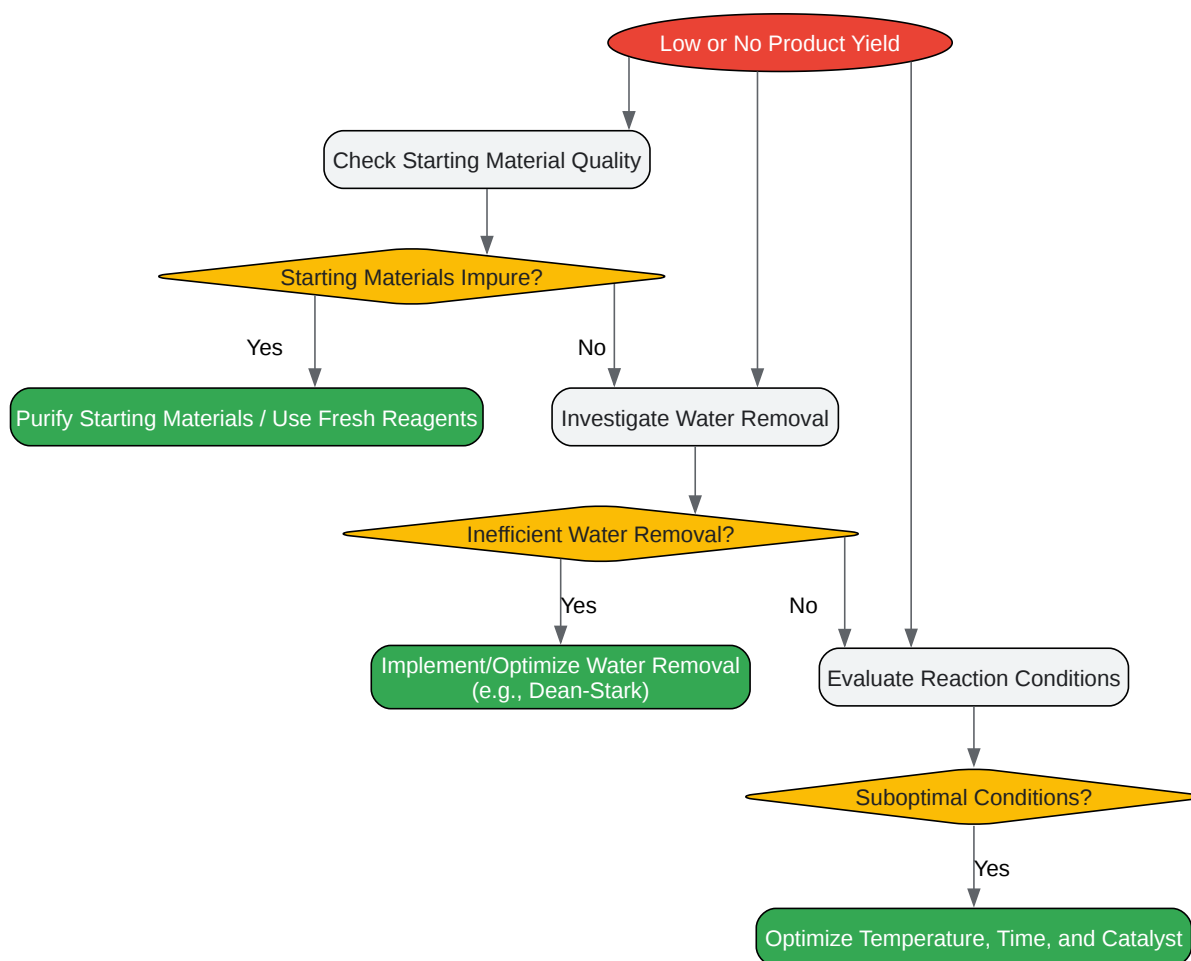 Low or No Product Yield
Check Starting Material Quality
Starting Materials Impure?
Yes
No
Purify Starting Materials / Use Fresh Reagents
Investigate Water Removal
Inefficient Water Removal?
Yes
No
Implement/Optimize Water Removal
(e.g., Dean-Stark)
Evaluate Reaction Conditions
Suboptimal Conditions?
Yes
Optimize Temperature, Time, and Catalyst